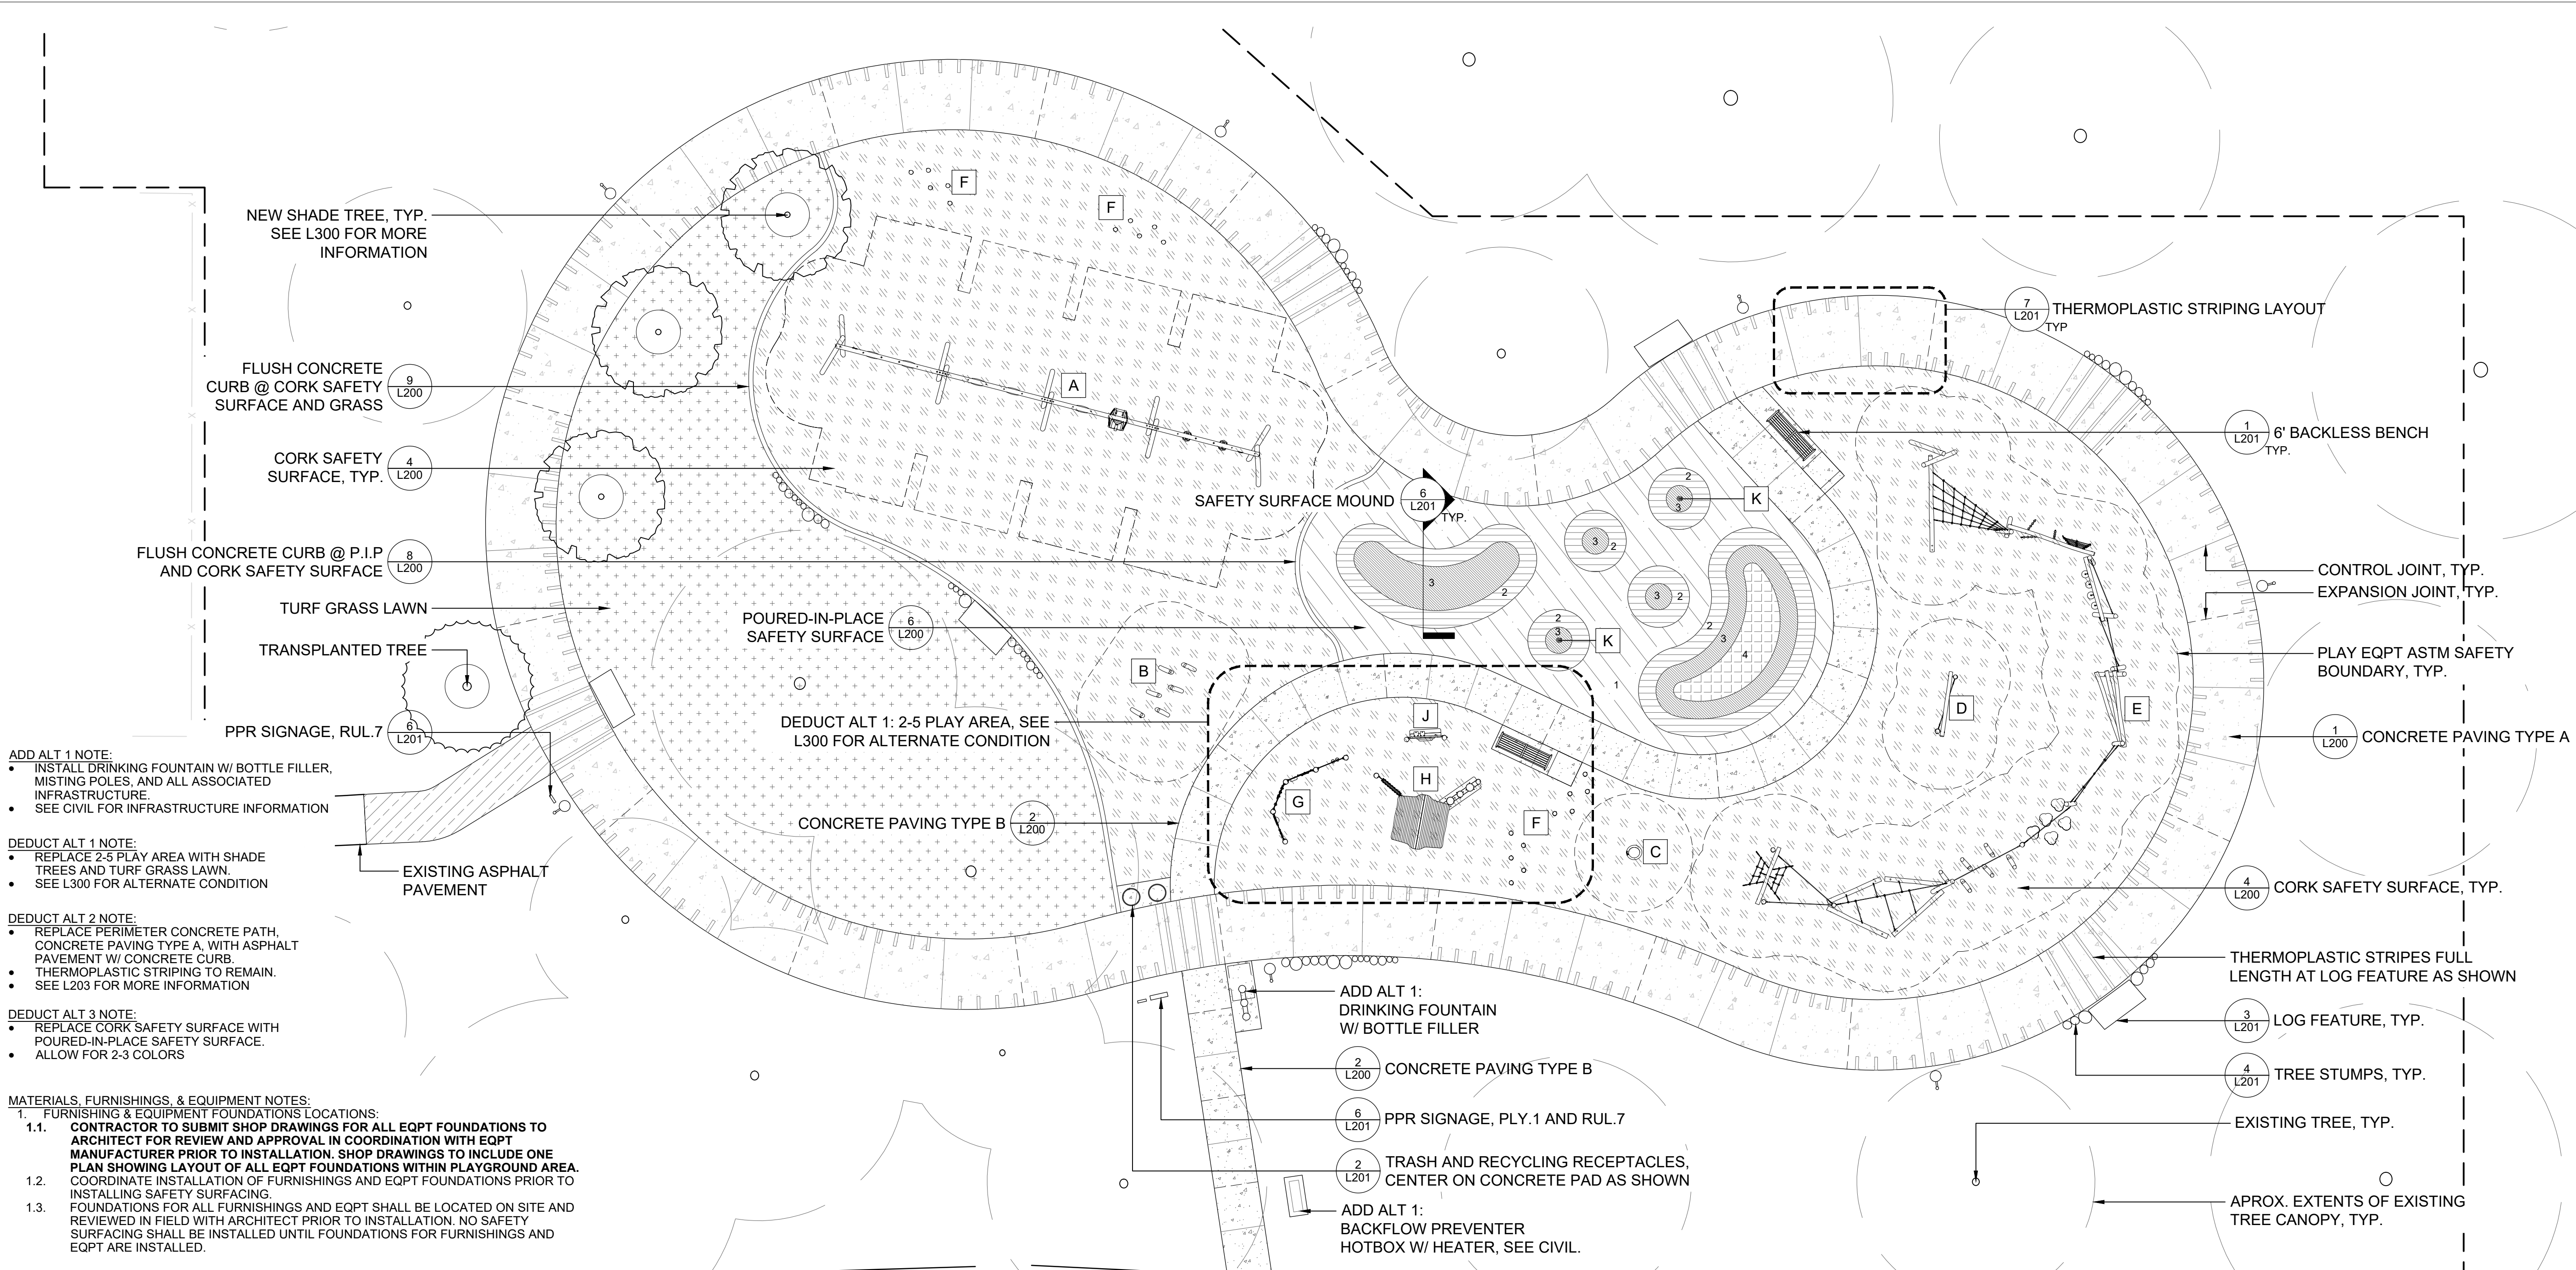 NEW SHADE TREE, TYP.
SEE L300 FOR MORE
INFORMATION
FLUSH CONCRETE
CURB @ CORK SAFETY
SURFACE AND GRASS
9
L200
CORK SAFETY
SURFACE, TYP.
4
L200
FLUSH CONCRETE CURB @ P.I.P
AND CORK SAFETY SURFACE
8
L200
TURF GRASS LAWN
TRANSPLANTED TREE
PPR SIGNAGE, RUL.7
6
L201
ADD ALT 1 NOTE:
• INSTALL DRINKING FOUNTAIN W/ BOTTLE FILLER,
MISTING POLES, AND ALL ASSOCIATED
INFRASTRUCTURE.
• SEE CIVIL FOR INFRASTRUCTURE INFORMATION
DEDUCT ALT 1 NOTE:
• REPLACE 2-5 PLAY AREA WITH SHADE
TREES AND TURF GRASS LAWN.
• SEE L300 FOR ALTERNATE CONDITION
DEDUCT ALT 2 NOTE:
• REPLACE PERIMETER CONCRETE PATH,
CONCRETE PAVING TYPE A, WITH ASPHALT
PAVEMENT W/ CONCRETE CURB.
• THERMOPLASTIC STRIPING TO REMAIN.
• SEE L203 FOR MORE INFORMATION
DEDUCT ALT 3 NOTE:
• REPLACE CORK SAFETY SURFACE WITH
POURED-IN-PLACE SAFETY SURFACE.
• ALLOW FOR 2-3 COLORS
MATERIALS, FURNISHINGS, & EQUIPMENT NOTES:
1. FURNISHING & EQUIPMENT FOUNDATIONS LOCATIONS:
1.1. CONTRACTOR TO SUBMIT SHOP DRAWINGS FOR ALL EQPT FOUNDATIONS TO
ARCHITECT FOR REVIEW AND APPROVAL IN COORDINATION WITH EQPT
MANUFACTURER PRIOR TO INSTALLATION. SHOP DRAWINGS TO INCLUDE ONE
PLAN SHOWING LAYOUT OF ALL EQPT FOUNDATIONS WITHIN PLAYGROUND AREA.
1.2. COORDINATE INSTALLATION OF FURNISHINGS AND EQPT FOUNDATIONS PRIOR TO
INSTALLING SAFETY SURFACING.
1.3. FOUNDATIONS FOR ALL FURNISHINGS AND EQPT SHALL BE LOCATED ON SITE AND
REVIEWED IN FIELD WITH ARCHITECT PRIOR TO INSTALLATION. NO SAFETY
SURFACING SHALL BE INSTALLED UNTIL FOUNDATIONS FOR FURNISHINGS AND
EQPT ARE INSTALLED.
EXISTING ASPHALT
PAVEMENT
F
F
A
SAFETY SURFACE MOUND
6
L201
TYP.
POURED-IN-PLACE
SAFETY SURFACE
6
L200
B
DEDUCT ALT 1: 2-5 PLAY AREA, SEE
L300 FOR ALTERNATE CONDITION
CONCRETE PAVING TYPE B
2
L200
J
G
H
F
C
K
K
D
E
2
3
3
2
3
2
3
2
2
3
2
3
4
1
ADD ALT 1:
DRINKING FOUNTAIN
W/ BOTTLE FILLER
2
L200
CONCRETE PAVING TYPE B
6
L201
PPR SIGNAGE, PLY.1 AND RUL.7
2
L201
TRASH AND RECYCLING RECEPTACLES,
CENTER ON CONCRETE PAD AS SHOWN
ADD ALT 1:
BACKFLOW PREVENTER
HOTBOX W/ HEATER, SEE CIVIL.
7
L201
TYP
THERMOPLASTIC STRIPING LAYOUT
1
L201
TYP.
6' BACKLESS BENCH
CONTROL JOINT, TYP.
EXPANSION JOINT, TYP.
PLAY EQPT ASTM SAFETY
BOUNDARY, TYP.
1
L200
CONCRETE PAVING TYPE A
4
L200
CORK SAFETY SURFACE, TYP.
THERMOPLASTIC STRIPES FULL
LENGTH AT LOG FEATURE AS SHOWN
3
L201
LOG FEATURE, TYP.
4
L201
TREE STUMPS, TYP.
EXISTING TREE, TYP.
APROX. EXTENTS OF EXISTING
TREE CANOPY, TYP.